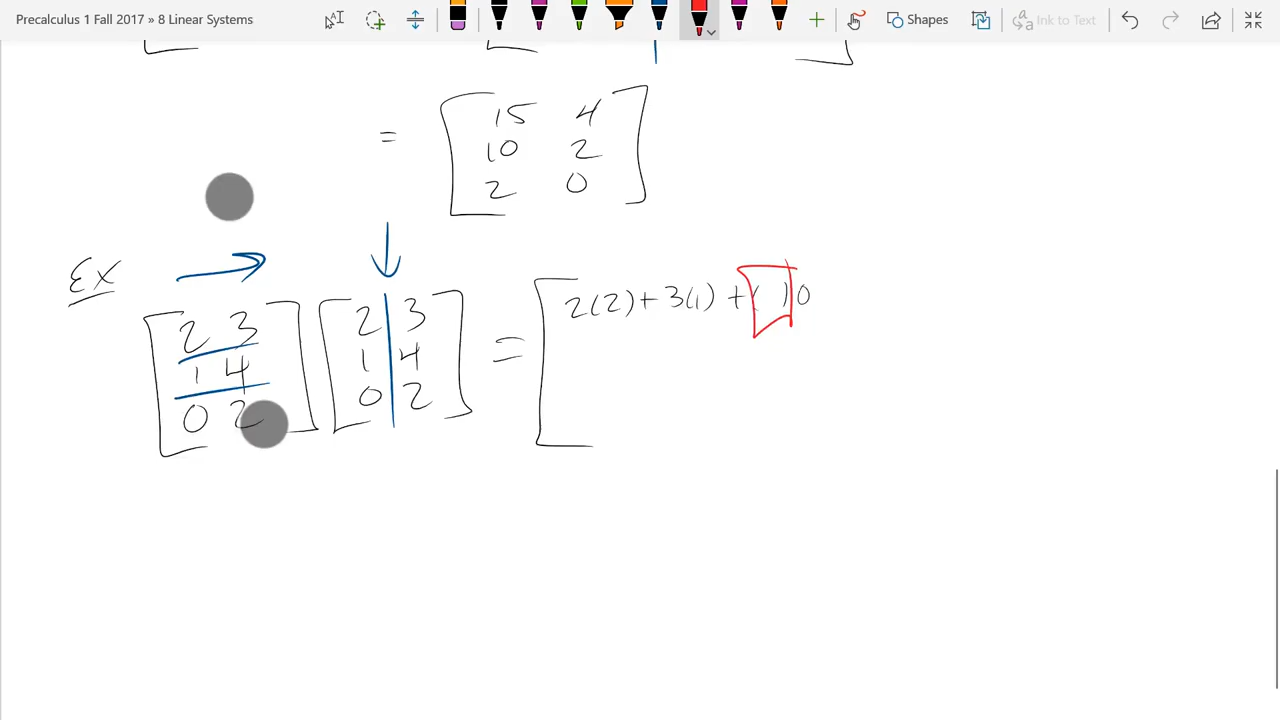 Precalculus 1 Fall 2017 » 8 Linear Systems
Shapes
Ink to Text
15 4
= 10 2
2 0
EX
2 3 2 3 2(2)+3(1)+( )0
1 4 1 4 =
0 2 0 2